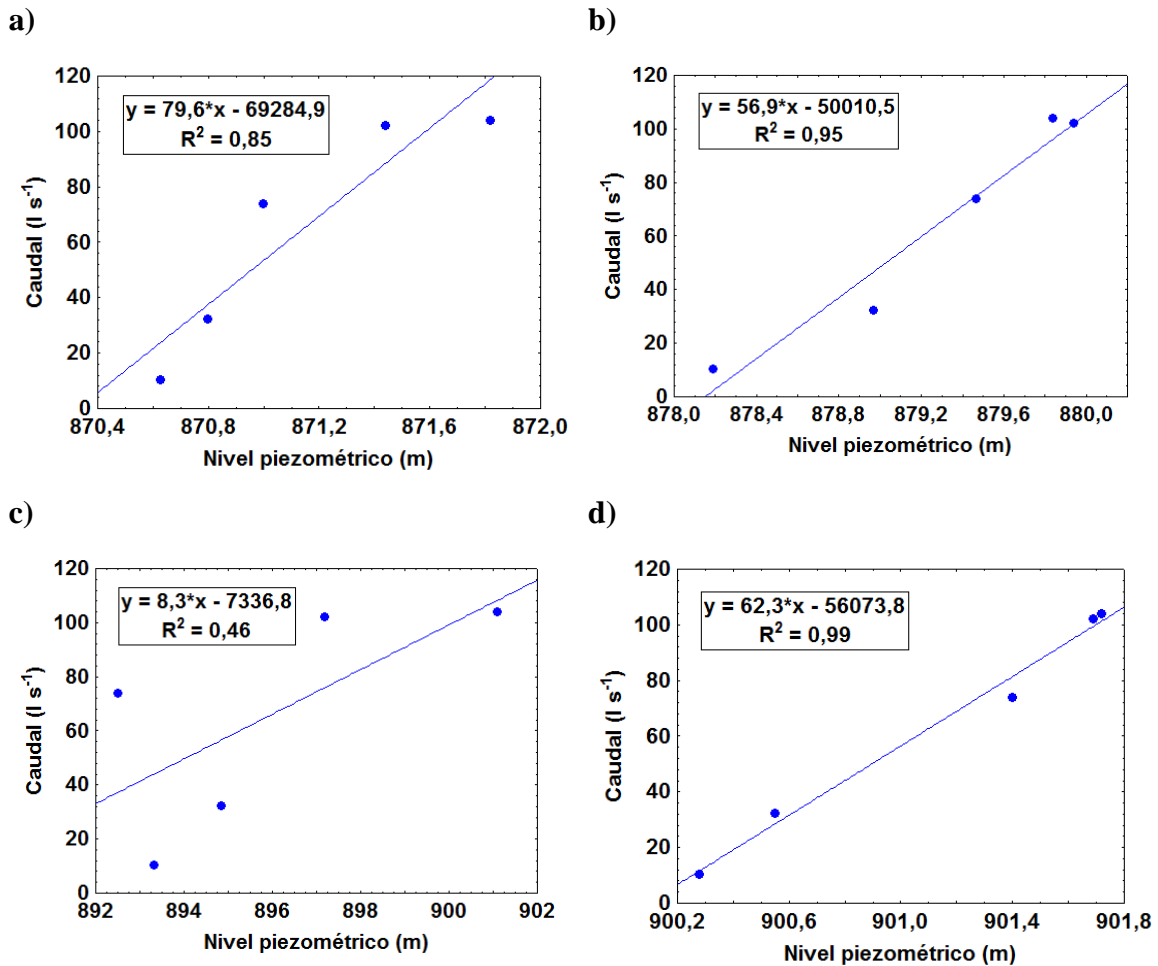 a)
y = 79,6*x - 69284,9
R² = 0,85
Caudal (l s⁻¹)
120
100
80
60
40
20
0
870,4 870,8 871,2 871,6 872,0
Nivel piezométrico (m)
b)
y = 56,9*x - 50010,5
R² = 0,95
Caudal (l s⁻¹)
120
100
80
60
40
20
0
878,0 878,4 878,8 879,2 879,6 880,0
Nivel piezométrico (m)
c)
y = 8,3*x - 7336,8
R² = 0,46
Caudal (l s⁻¹)
120
100
80
60
40
20
0
892 894 896 898 900 902
Nivel piezométrico (m)
d)
y = 62,3*x - 56073,8
R² = 0,99
Caudal (l s⁻¹)
120
100
80
60
40
20
0
900,2 900,6 901,0 901,4 901,8
Nivel piezométrico (m)